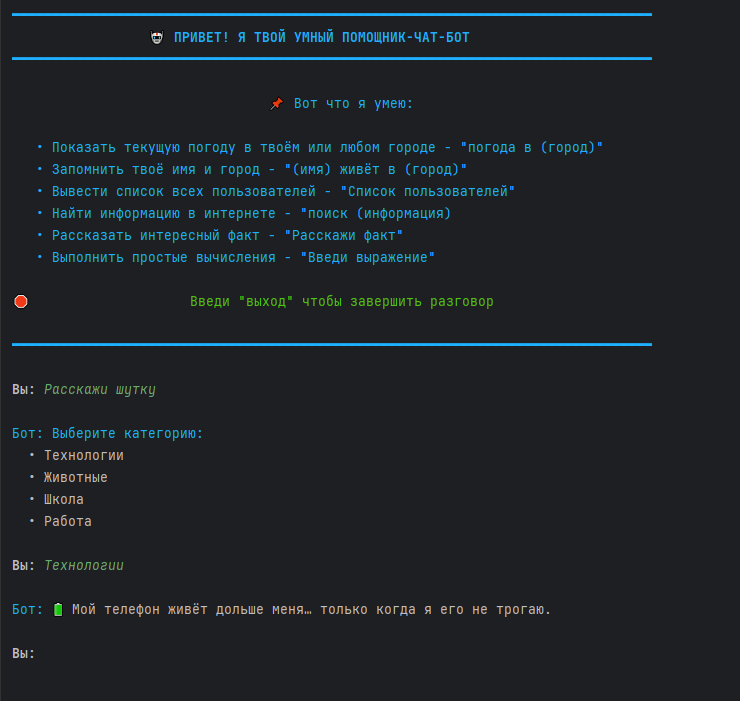 ПРИВЕТ! Я ТВОЙ УМНЫЙ ПОМОЩНИК-ЧАТ-БОТ
Вот что я умею:
• Показать текущую погоду в твоём или любом городе - "погода в (город)"
• Запомнить твоё имя и город - "(имя) живёт в (город)"
• Вывести список всех пользователей - "Список пользователей"
• Найти информацию в интернете - "поиск (информация)
• Рассказать интересный факт - "Расскажи факт"
• Выполнить простые вычисления - "Введи выражение"
Введи "выход" чтобы завершить разговор
Вы: Расскажи шутку
Бот: Выберите категорию:
• Технологии
• Животные
• Школа
• Работа
Вы: Технологии
Бот: 🔋 Мой телефон живёт дольше меня… только когда я его не трогаю.
Вы: